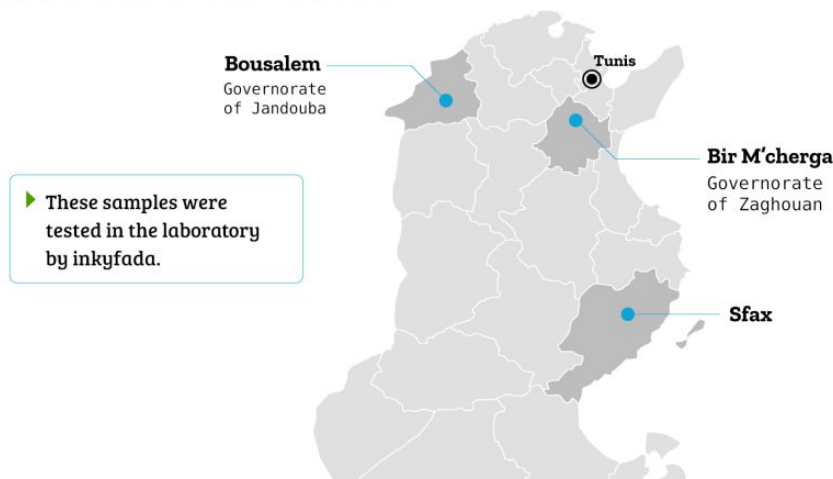 Tunis
Bousalem
Governorate
of Jandouba
Bir M'cherga
Governorate
of Zaghouan
These samples were
tested in the laboratory
by inkyfada.
Sfax